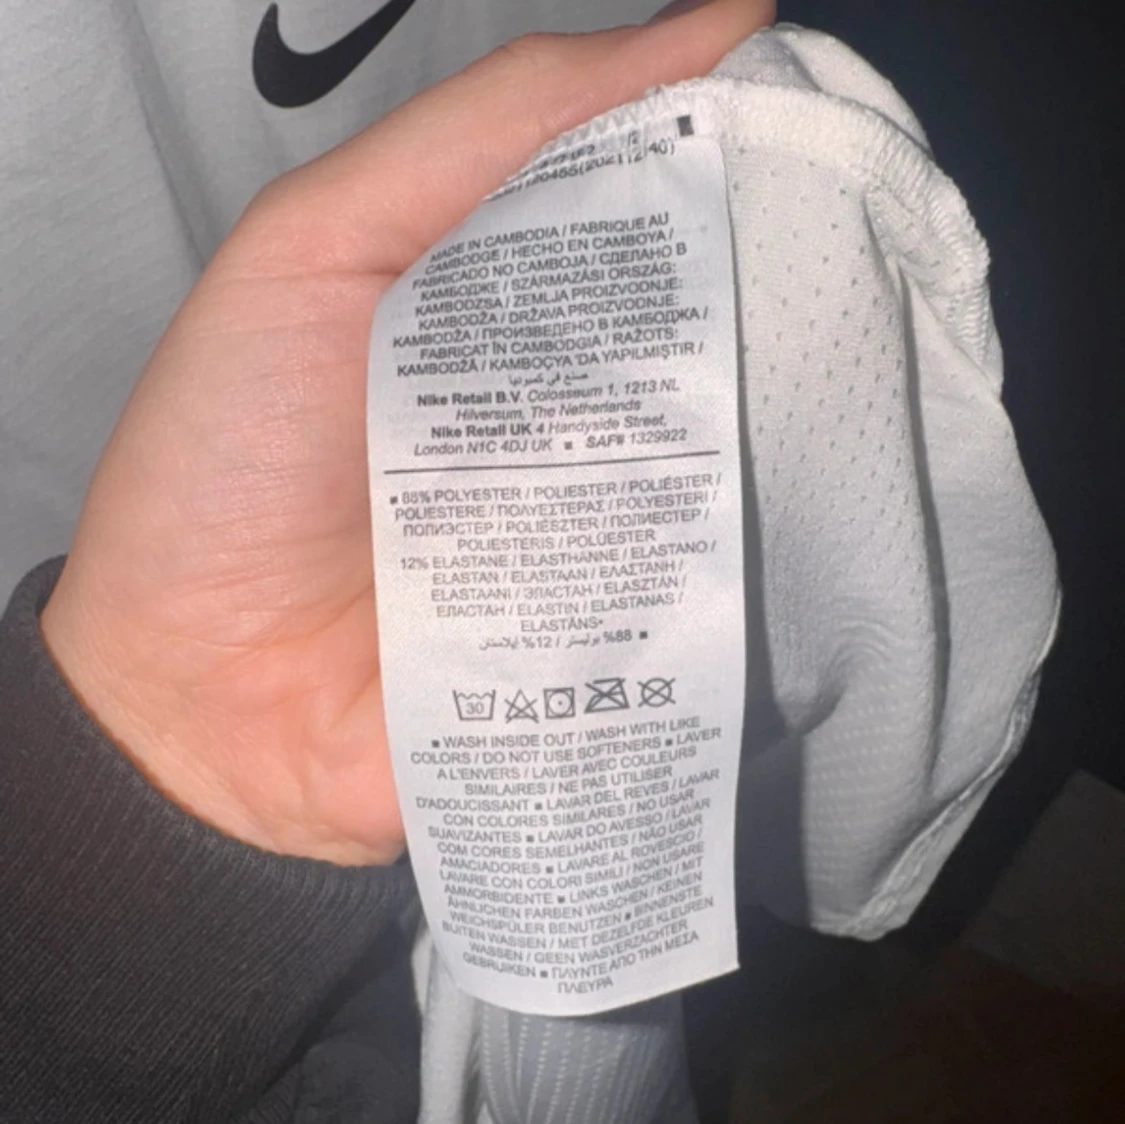 20455(2021 12/40)
MADE IN CAMBODIA / FABRIQUE AU
CAMBODGE / HECHO EN CAMBOYA /
FABRICADO NO CAMBOJA / СДЕЛАНО В
КАМБОДЖЕ / SZÁRMAZÁSI ORSZÁG:
KAMBODZSA / ZEMLJA PROIZVODNJE:
KAMBODŽA / DRŽAVA PROIZVODNJE:
KAMBODŽA / ПРОИЗВЕДЕНО В КАМБОДЖА /
FABRICAT ÎN CAMBODGIA / RAŽOTS:
KAMBODŽĀ / KAMBOÇYA 'DA YAPILMIŞTIR /
صنع في كمبوديا
Nike Retail B.V. Colosseum 1, 1213 NL
Hilversum, The Netherlands
Nike Retail UK 4 Handyside Street,
London N1C 4DJ UK ■ SAF# 1329922
■ 88% POLYESTER / POLIESTER / POLIÉSTER /
POLIESTERE / ΠΟΛΥΕΣΤΕΡΑΣ / POLYESTERI /
ПОЛИЭСТЕР / POLIÉSZTER / ПОЛИЕСТЕР /
POLIESTERIS / POLÜESTER
12% ELASTANE / ELASTHANNE / ELASTANO /
ELASTAN / ELASTAAN / ΕΛΑΣΤΑΝΗ /
ELASTAANI / ЭЛАСТАН / ELASZTÁN /
ЕЛАСТАН / ELASTIN / ELASTANAS /
ELASTĀNS•
88% بوليستر / 12% إيلاستان ■
30
■ WASH INSIDE OUT / WASH WITH LIKE
COLORS / DO NOT USE SOFTENERS ■ LAVER
A L'ENVERS / LAVER AVEC COULEURS
SIMILAIRES / NE PAS UTILISER
D'ADOUCISSANT ■ LAVAR DEL REVES / LAVAR
CON COLORES SIMILARES / NO USAR
SUAVIZANTES ■ LAVAR DO AVESSO / LAVAR
COM CORES SEMELHANTES / NÃO USAR
AMACIADORES ■ LAVARE AL ROVESCIO /
LAVARE CON COLORI SIMILI / NON USARE
AMMORBIDENTE ■ LINKS WASCHEN / MIT
ÄHNLICHEN FARBEN WASCHEN / KEINEN
WEICHSPÜLER BENUTZEN ■ BINNENSTE
BUITEN WASSEN / MET DEZELFDE KLEUREN
WASSEN / GEEN WASVERZACHTER
GEBRUIKEN ■ ΠΛΥΝΤΕ ΑΠΟ ΤΗΝ ΜΕΣΑ
ΠΛΕΥΡΑ